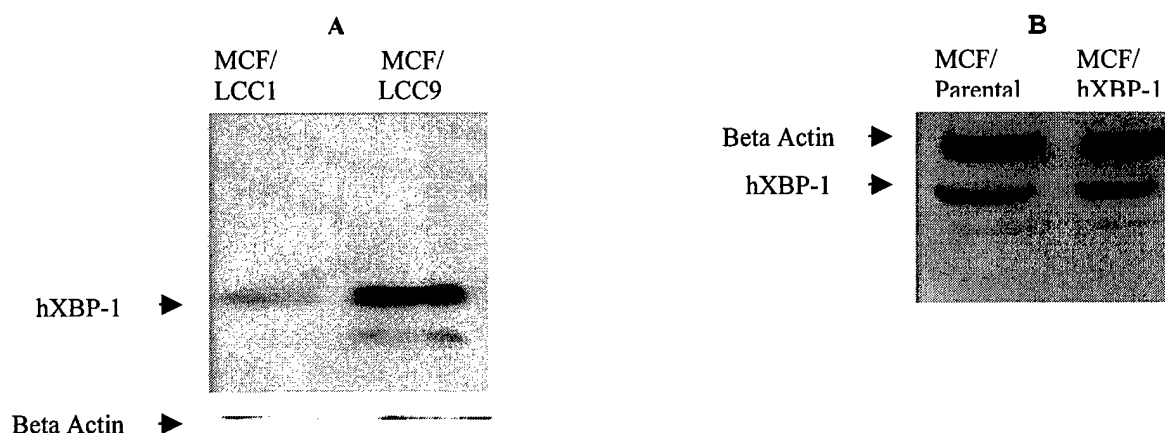 A
MCF/
LCC1
MCF/
LCC9
hXBP-1
Beta Actin
B
MCF/
Parental
MCF/
hXBP-1
Beta Actin
hXBP-1